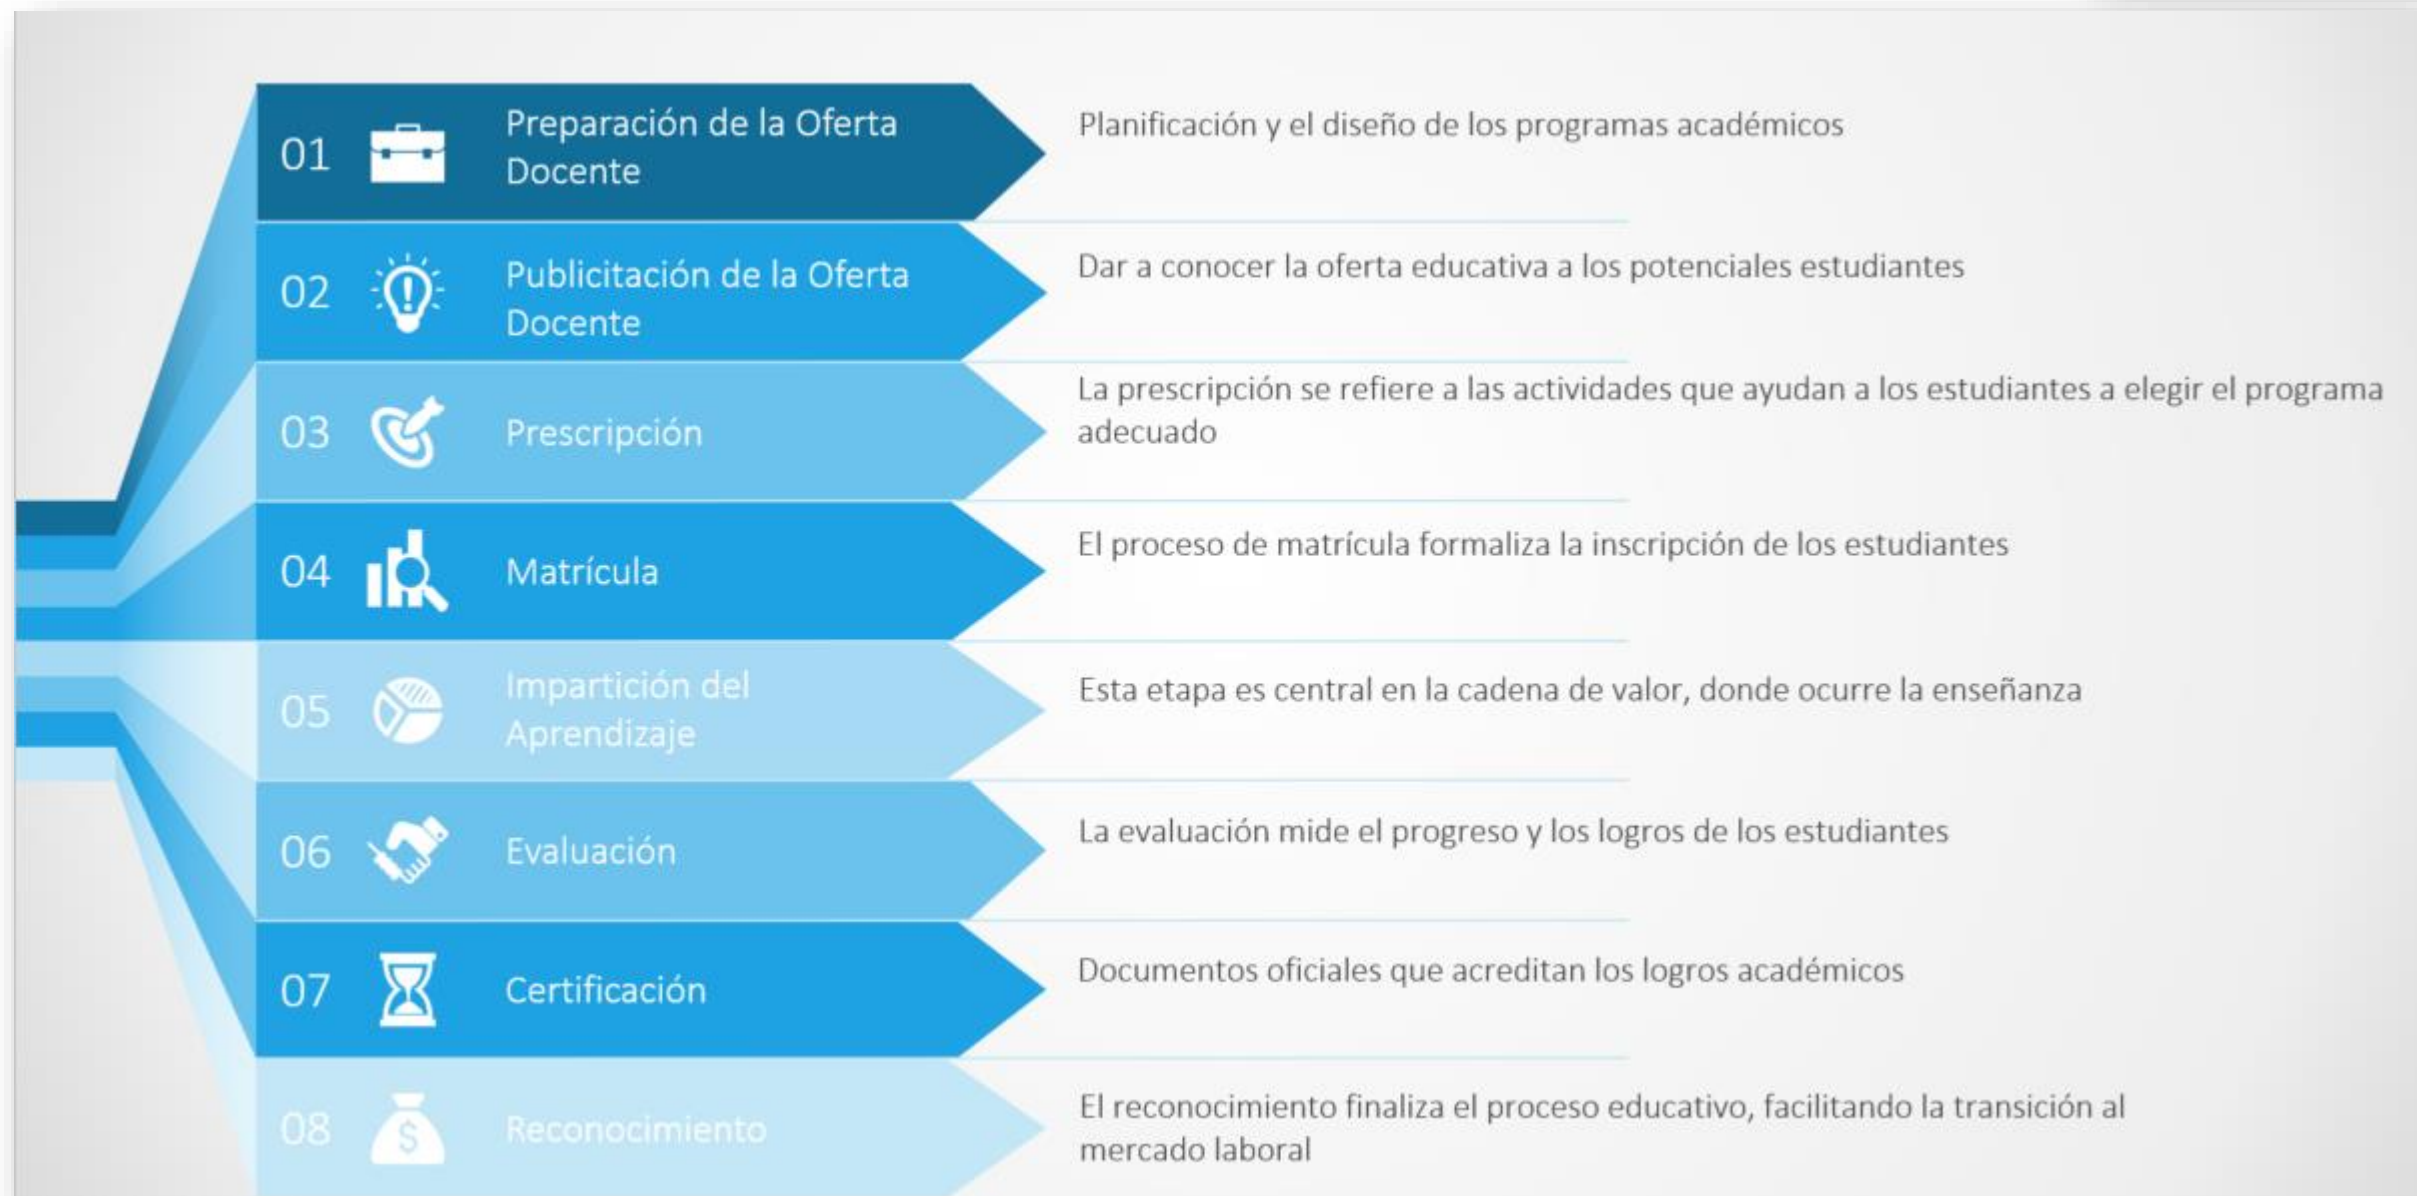 01
Preparación de la Oferta
Docente
Planificación y el diseño de los programas académicos
02
Publicitación de la Oferta
Docente
Dar a conocer la oferta educativa a los potenciales estudiantes
03
Prescripción
La prescripción se refiere a las actividades que ayudan a los estudiantes a elegir el programa
adecuado
04
Matrícula
El proceso de matrícula formaliza la inscripción de los estudiantes
05
Impartición del
Aprendizaje
Esta etapa es central en la cadena de valor, donde ocurre la enseñanza
06
Evaluación
La evaluación mide el progreso y los logros de los estudiantes
07
Certificación
Documentos oficiales que acreditan los logros académicos
08
$
Reconocimiento
El reconocimiento finaliza el proceso educativo, facilitando la transición al
mercado laboral